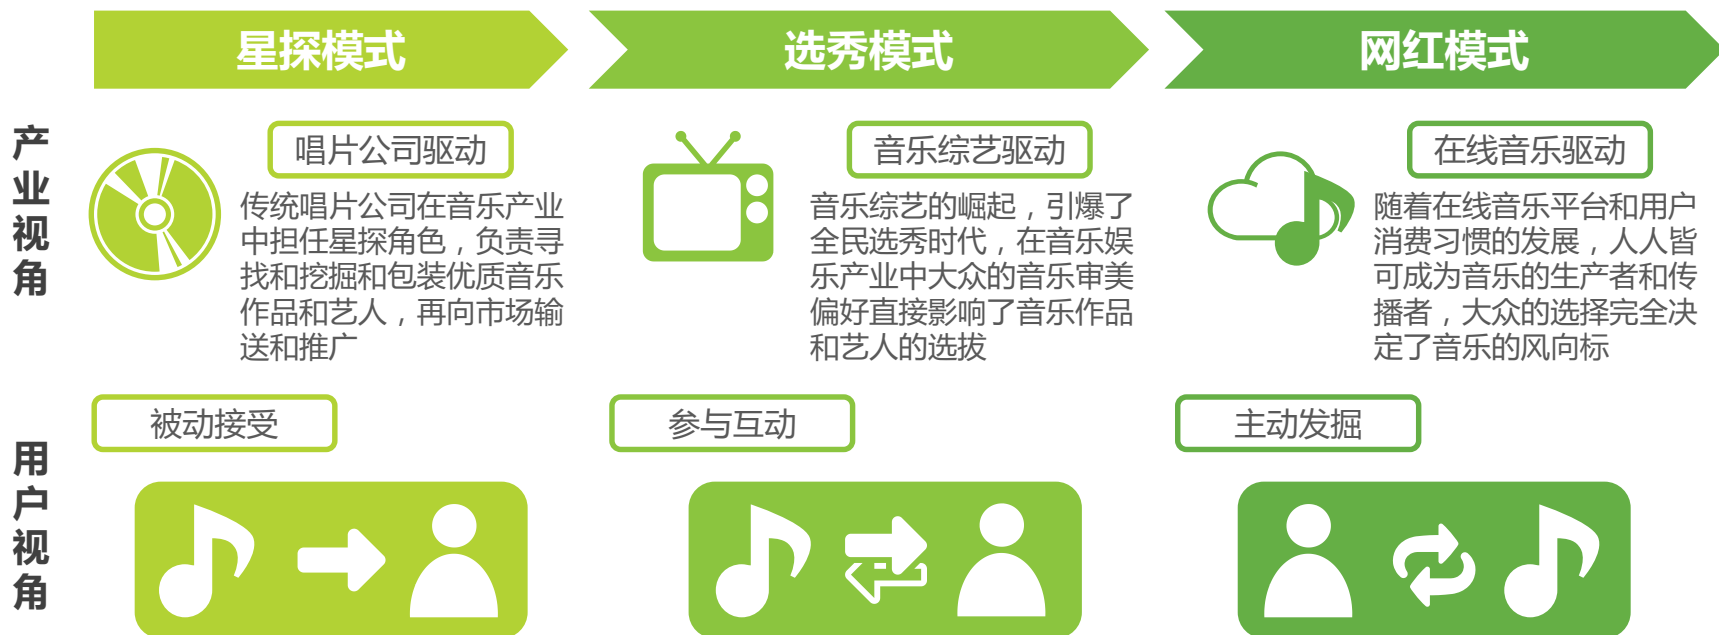 星探模式
选秀模式
网红模式
产业视角
唱片公司驱动
传统唱片公司在音乐产业
中担任星探角色，负责寻
找和挖掘和包装优质音乐
作品和艺人，再向市场输
送和推广
音乐综艺驱动
音乐综艺的崛起，引爆了
全民选秀时代，在音乐娱
乐产业中大众的音乐审美
偏好直接影响了音乐作品
和艺人的选拔
在线音乐驱动
随着在线音乐平台和用户
消费习惯的发展，人人皆
可成为音乐的生产者和传
播者，大众的选择完全决
定了音乐的风向标
用户视角
被动接受
参与互动
主动发掘